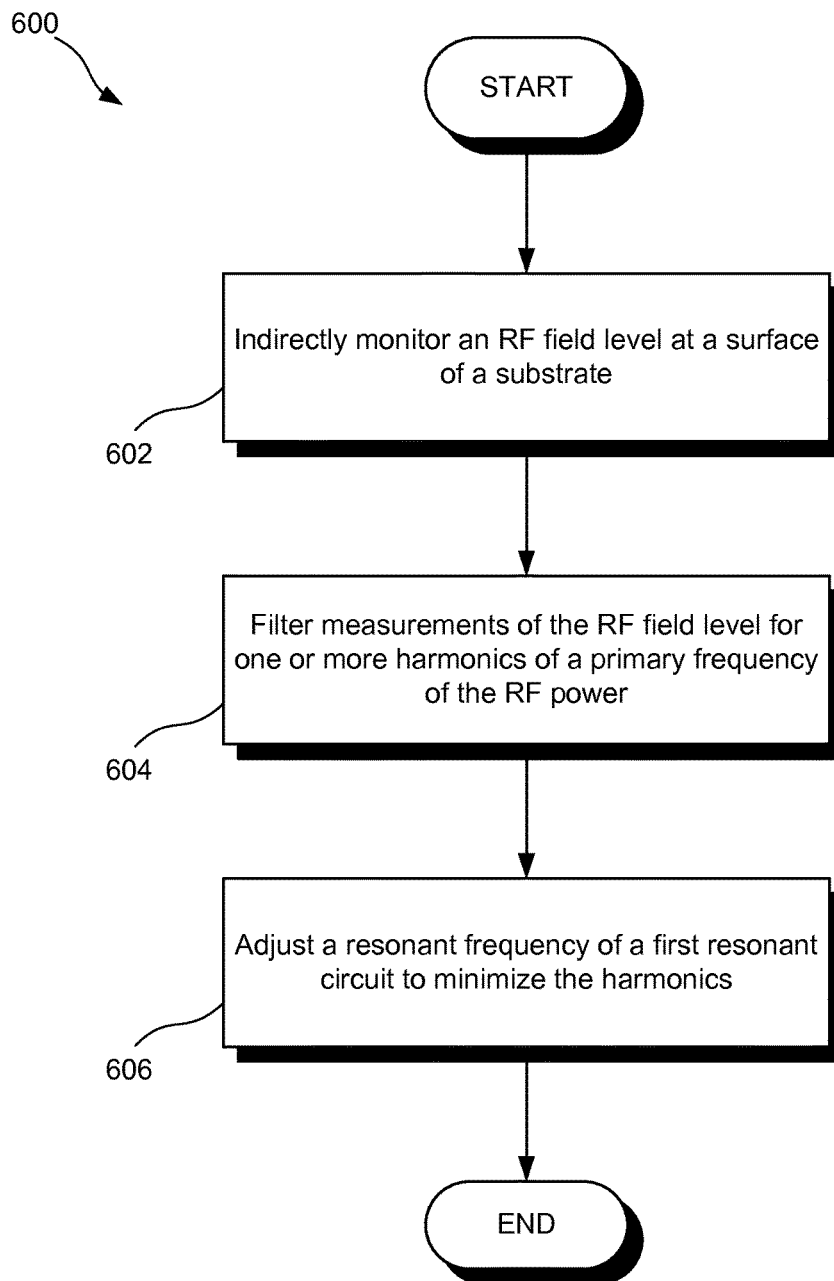 600
START
Indirectly monitor an RF field level at a surface
of a substrate
602
Filter measurements of the RF field level for
one or more harmonics of a primary frequency
of the RF power
604
Adjust a resonant frequency of a first resonant
circuit to minimize the harmonics
606
END